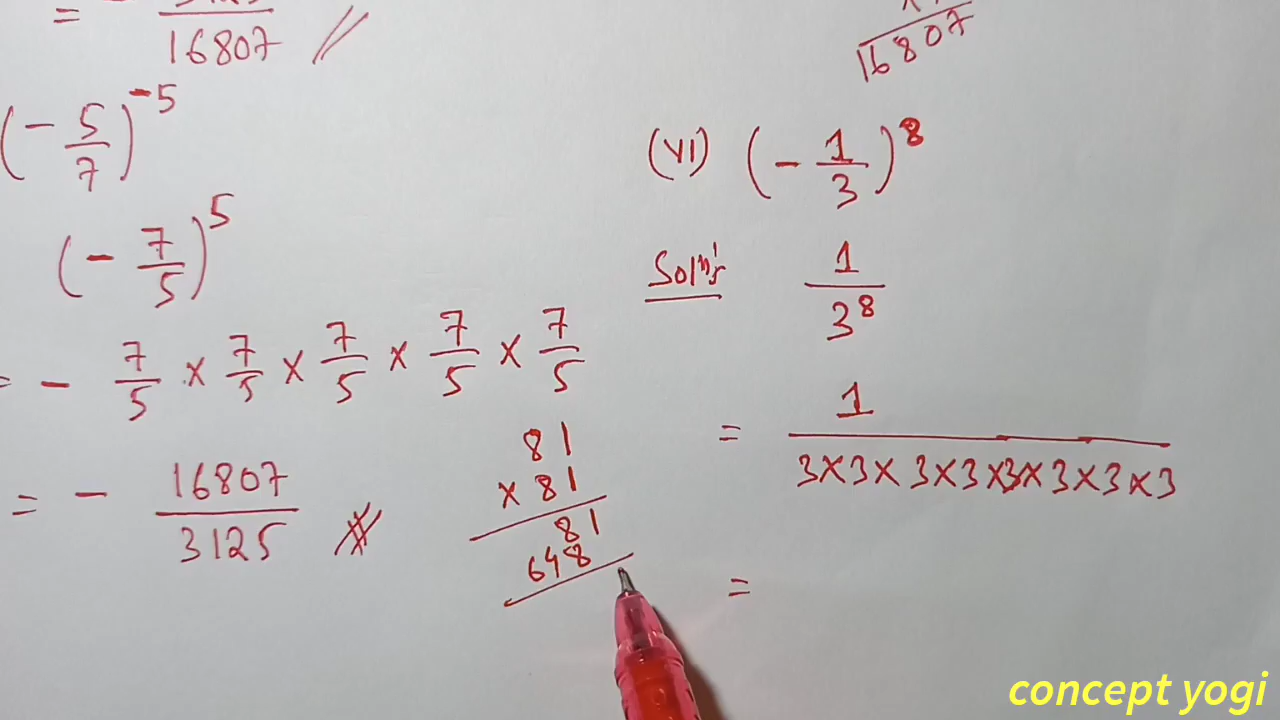 = - 3125/16807 //
(- 5/7)^-5
(- 7/5)^5
= - 7/5 × 7/5 × 7/5 × 7/5 × 7/5
= - 16807/3125
81
× 81
81
648
16807
(VI) (- 1/3)^8
Soln: 1/3^8
= 1/3×3×3×3×3×3×3×3
=
concept yogi